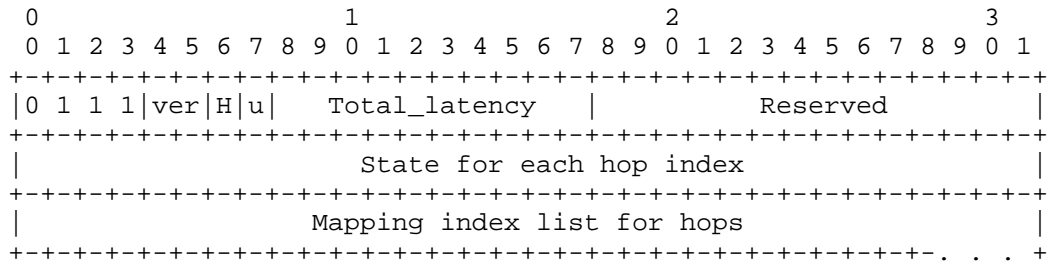 0                   1                   2                   3
 0 1 2 3 4 5 6 7 8 9 0 1 2 3 4 5 6 7 8 9 0 1 2 3 4 5 6 7 8 9 0 1
+-+-+-+-+-+-+-+-+-+-+-+-+-+-+-+-+-+-+-+-+-+-+-+-+-+-+-+-+-+-+-+-+
|0 1 1 1|ver|H|u|   Total_latency   |          Reserved         |
+-+-+-+-+-+-+-+-+-+-+-+-+-+-+-+-+-+-+-+-+-+-+-+-+-+-+-+-+-+-+-+-+
|                     State for each hop index                  |
+-+-+-+-+-+-+-+-+-+-+-+-+-+-+-+-+-+-+-+-+-+-+-+-+-+-+-+-+-+-+-+-+
|                  Mapping index list for hops                  |
+-+-+-+-+-+-+-+-+-+-+-+-+-+-+-+-+-+-+-+-+-+-+-+-+-+-+-+-+-. . . +